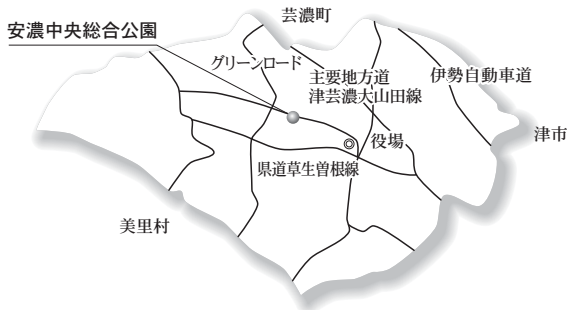 芸濃町
安濃中央総合公園
グリーンロード
主要地方道
津芸濃大山田線
伊勢自動車道
津市
役場
県道草生曽根線
美里村